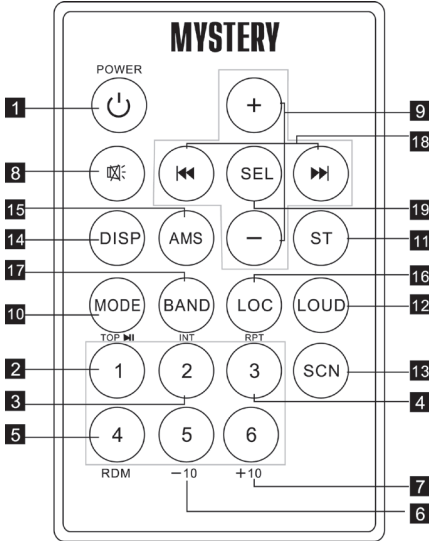 MYSTERY
POWER
1
+
9
18
8
SEL
15
19
14
DISP
AMS
−
ST
11
17
16
10
MODE
BAND
LOC
LOUD
12
TOP
INT
RPT
2
1
2
3
SCN
13
3
4
5
4
5
6
RDM
−10
+10
7
6